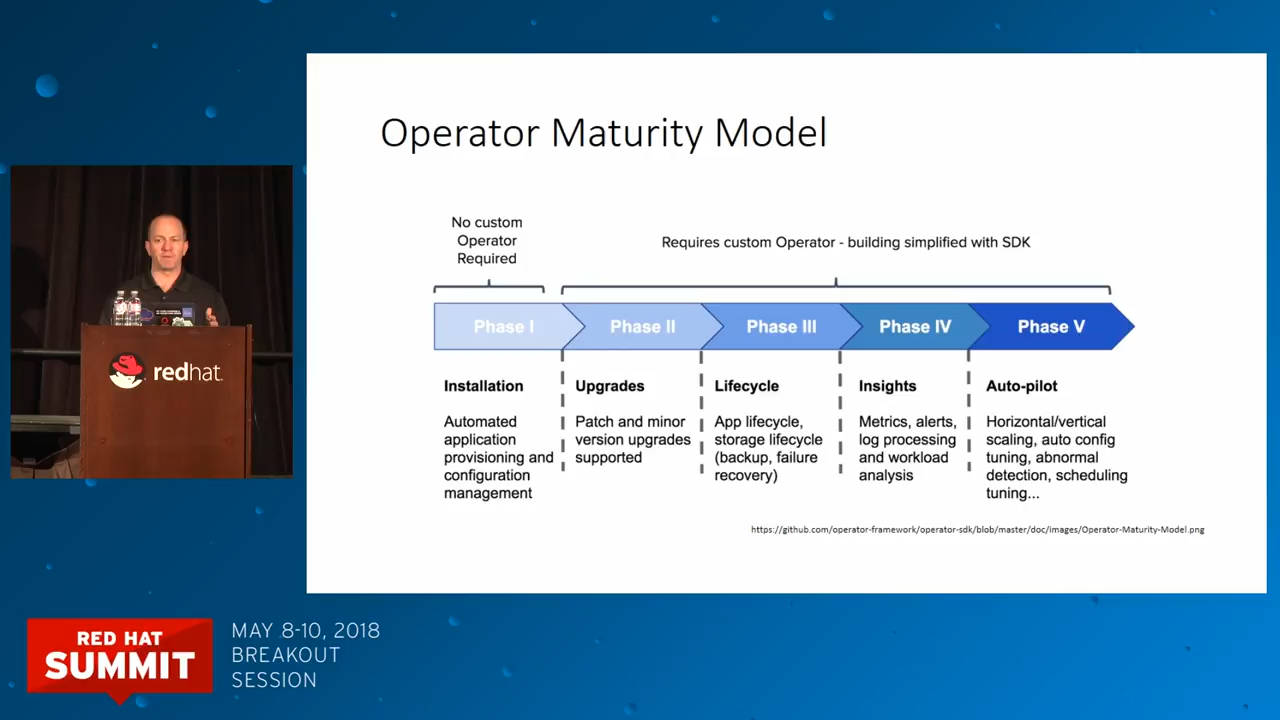 Operator Maturity Model
No custom
Operator
Required
Requires custom Operator - building simplified with SDK
Phase I
Phase II
Phase III
Phase IV
Phase V
Installation
Automated
application
provisioning and
configuration
management
Upgrades
Patch and minor
version upgrades
supported
Lifecycle
App lifecycle,
storage lifecycle
(backup, failure
recovery)
Insights
Metrics, alerts,
log processing
and workload
analysis
Auto-pilot
Horizontal/vertical
scaling, auto config
tuning, abnormal
detection, scheduling
tuning...
https://github.com/operator-framework/operator-sdk/blob/master/doc/images/Operator-Maturity-Model.png
redhat.
RED HAT
SUMMIT
MAY 8-10, 2018
BREAKOUT
SESSION